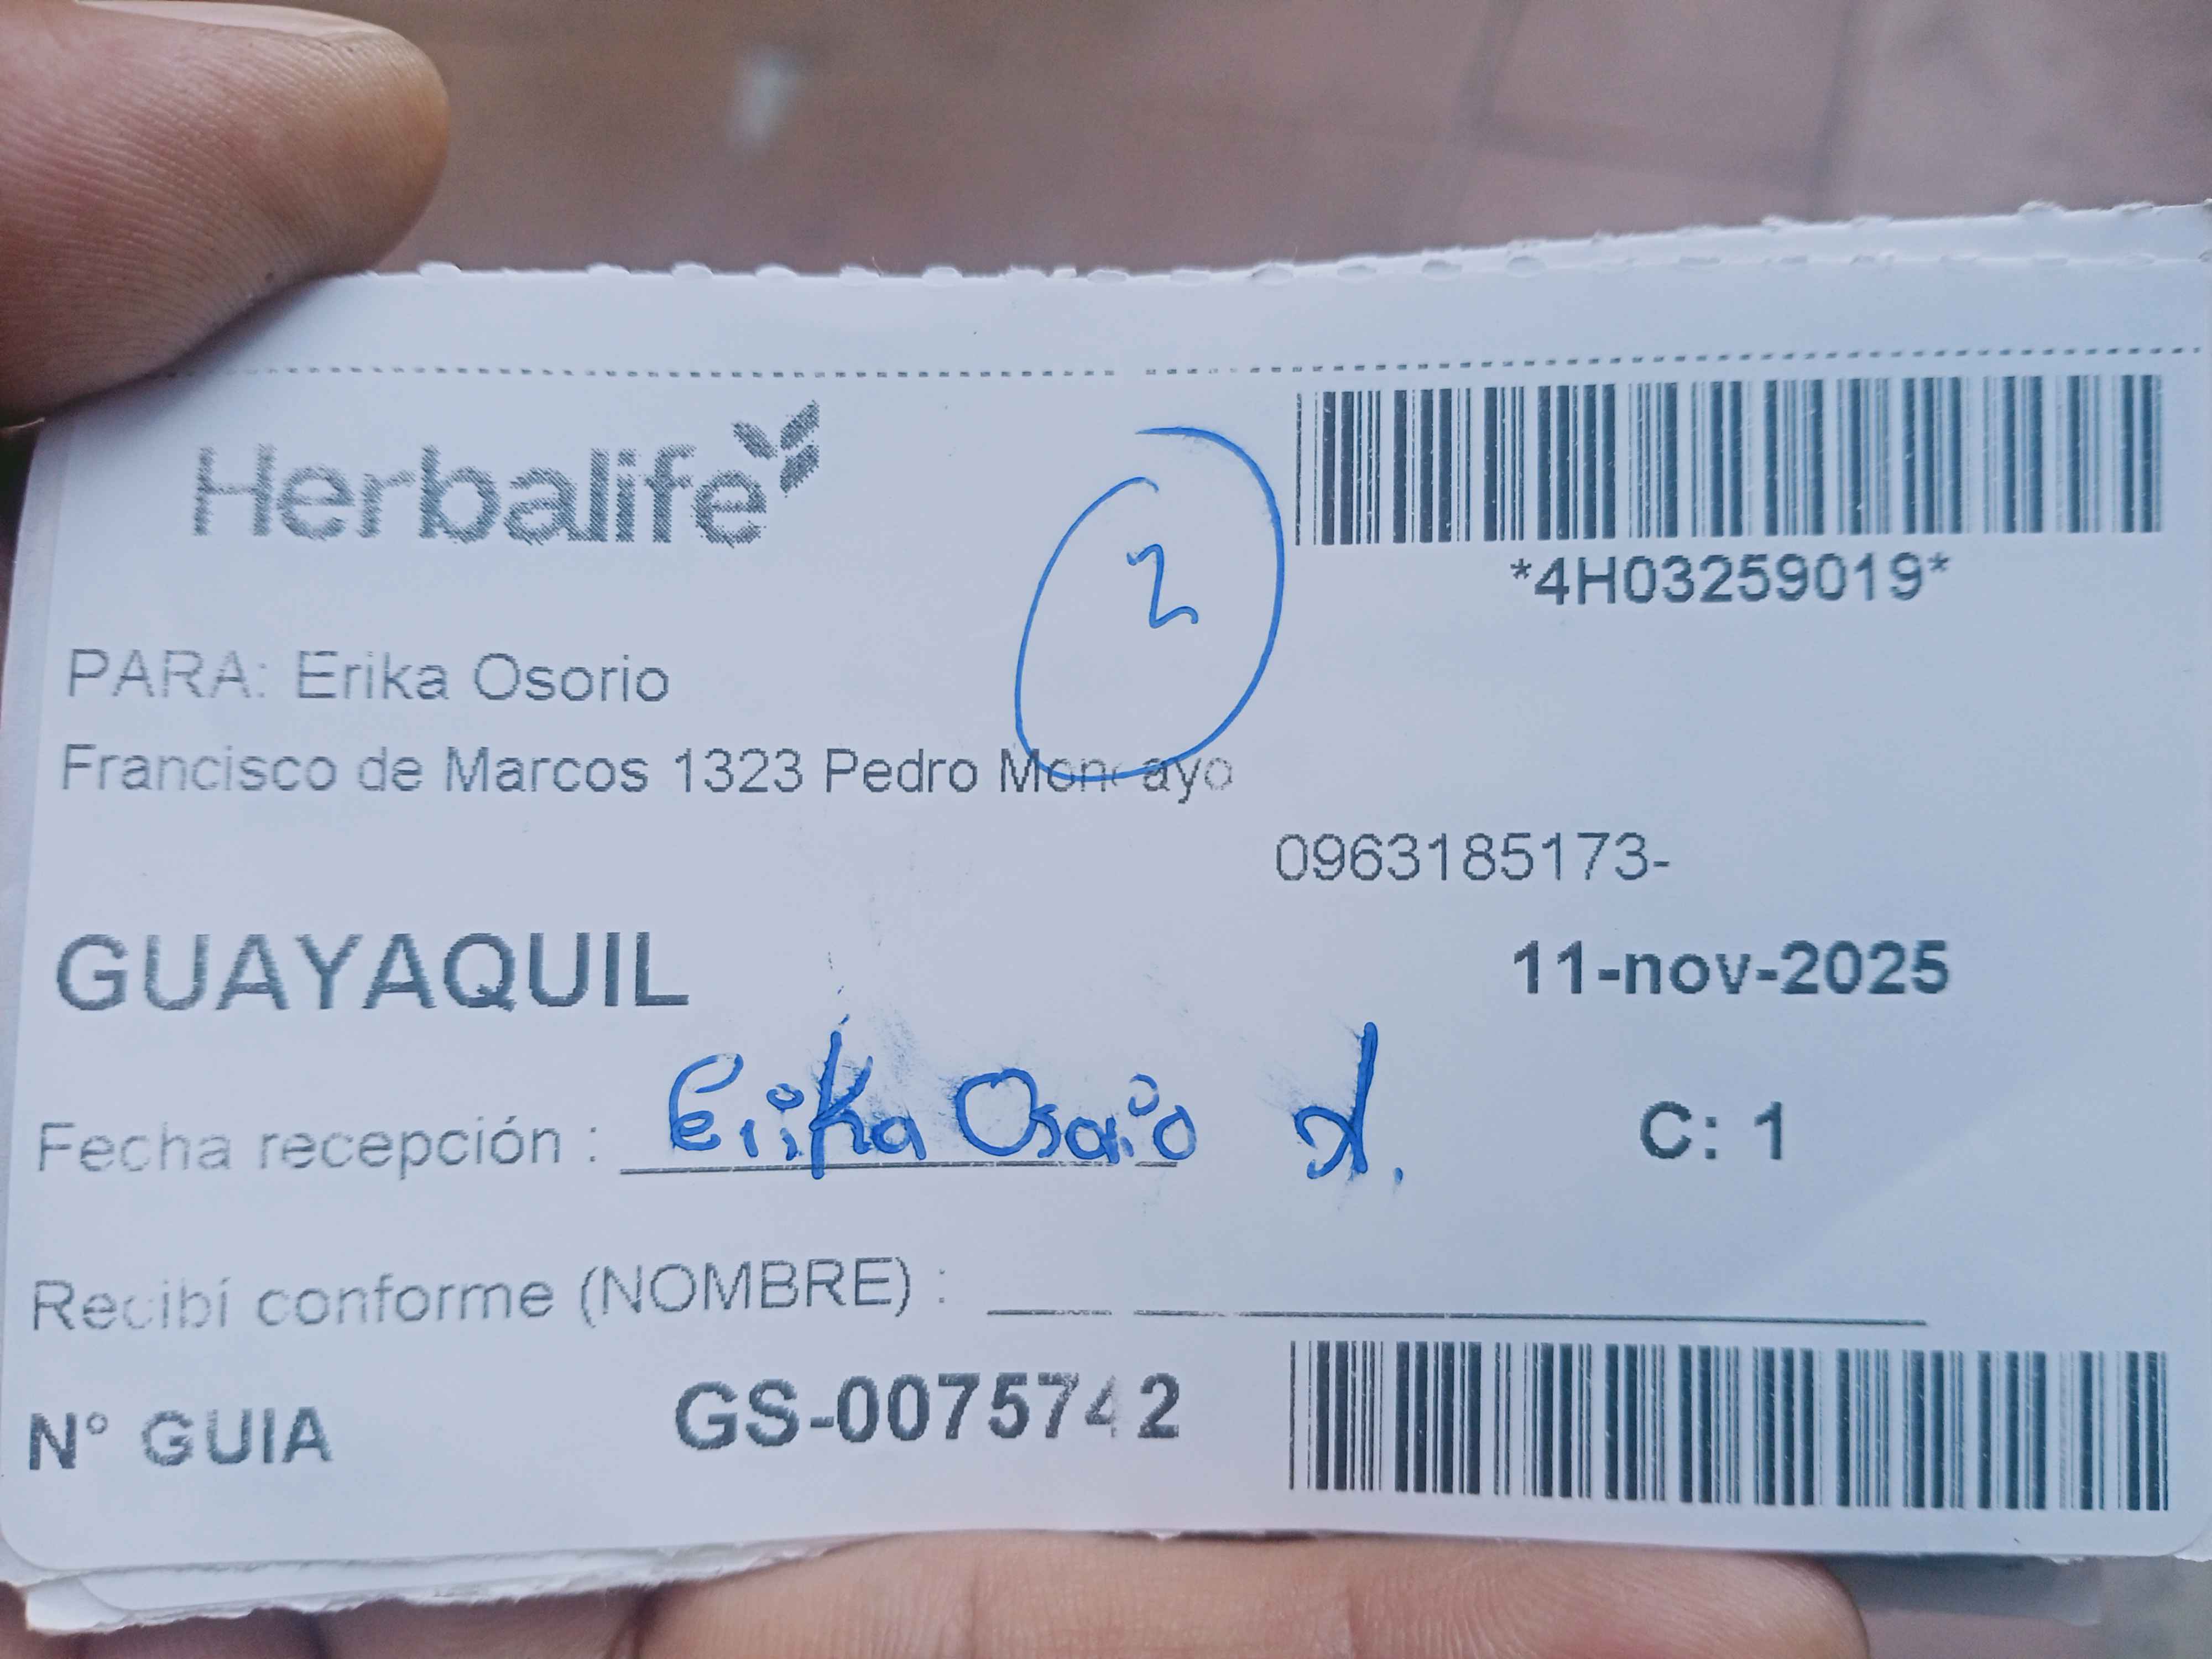 Herbalife
2
*4H03259019*
PARA: Erika Osorio
Francisco de Marcos 1323 Pedro Moncayo
0963185173-
GUAYAQUIL
11-nov-2025
Fecha recepción : Erika Osorio
C: 1
Recibí conforme (NOMBRE) :
N° GUIA GS-0075742